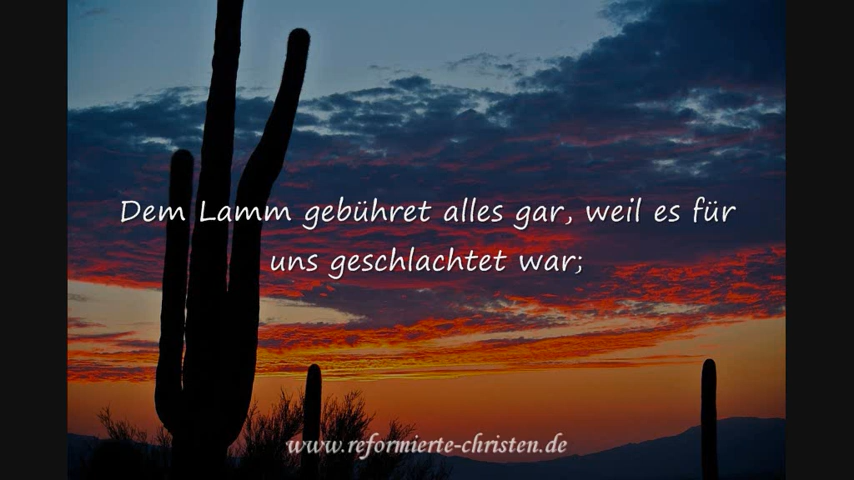 Dem Lamm gebühret alles gar, weil es für
uns geschlachtet war;
www.reformierte-christen.de